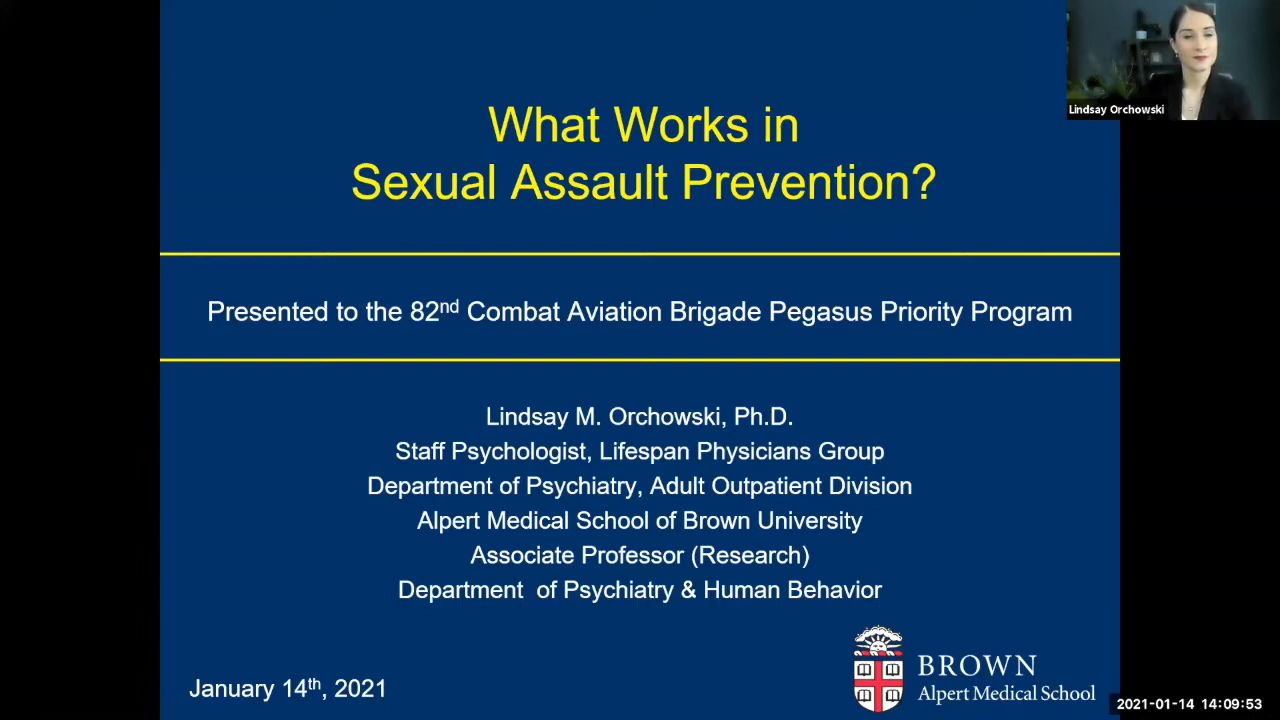 Lindsay Orchowski
What Works in
Sexual Assault Prevention?
Presented to the 82nd Combat Aviation Brigade Pegasus Priority Program
Lindsay M. Orchowski, Ph.D.
Staff Psychologist, Lifespan Physicians Group
Department of Psychiatry, Adult Outpatient Division
Alpert Medical School of Brown University
Associate Professor (Research)
Department  of Psychiatry & Human Behavior
January 14th, 2021
BROWN
Alpert Medical School
2021-01-14 14:09:53